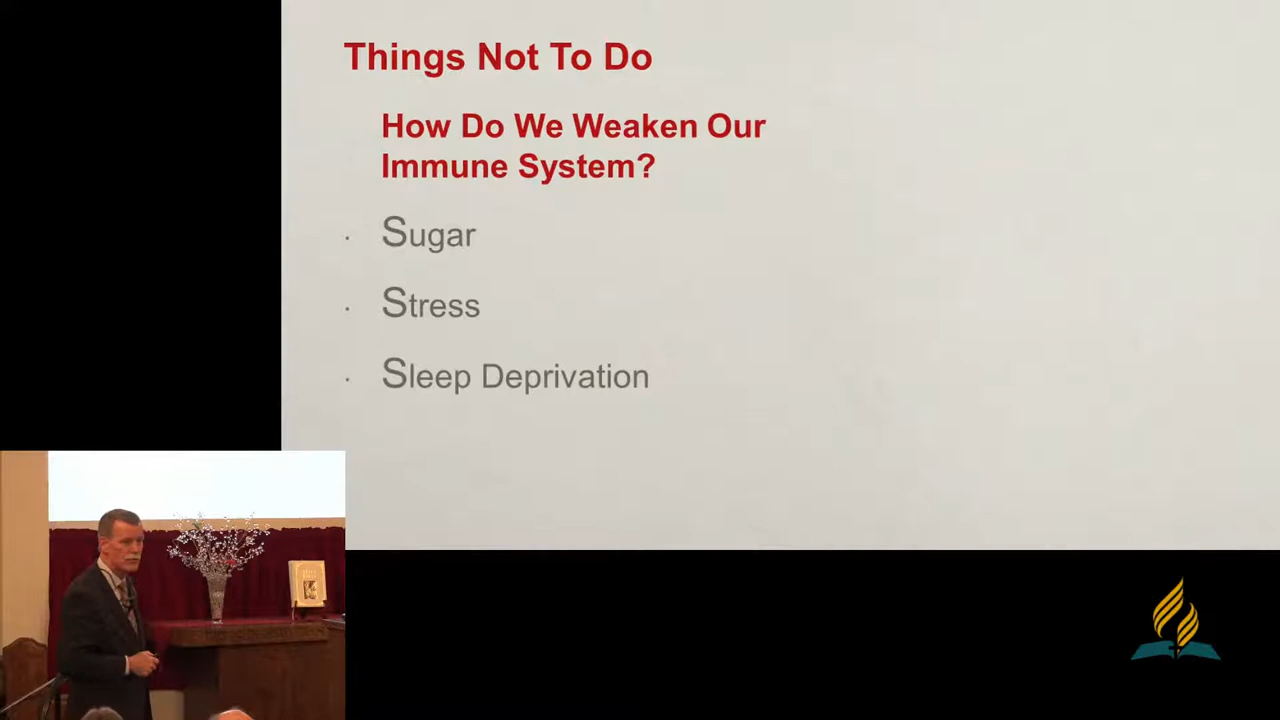 Things Not To Do
How Do We Weaken Our
Immune System?
· Sugar
· Stress
· Sleep Deprivation